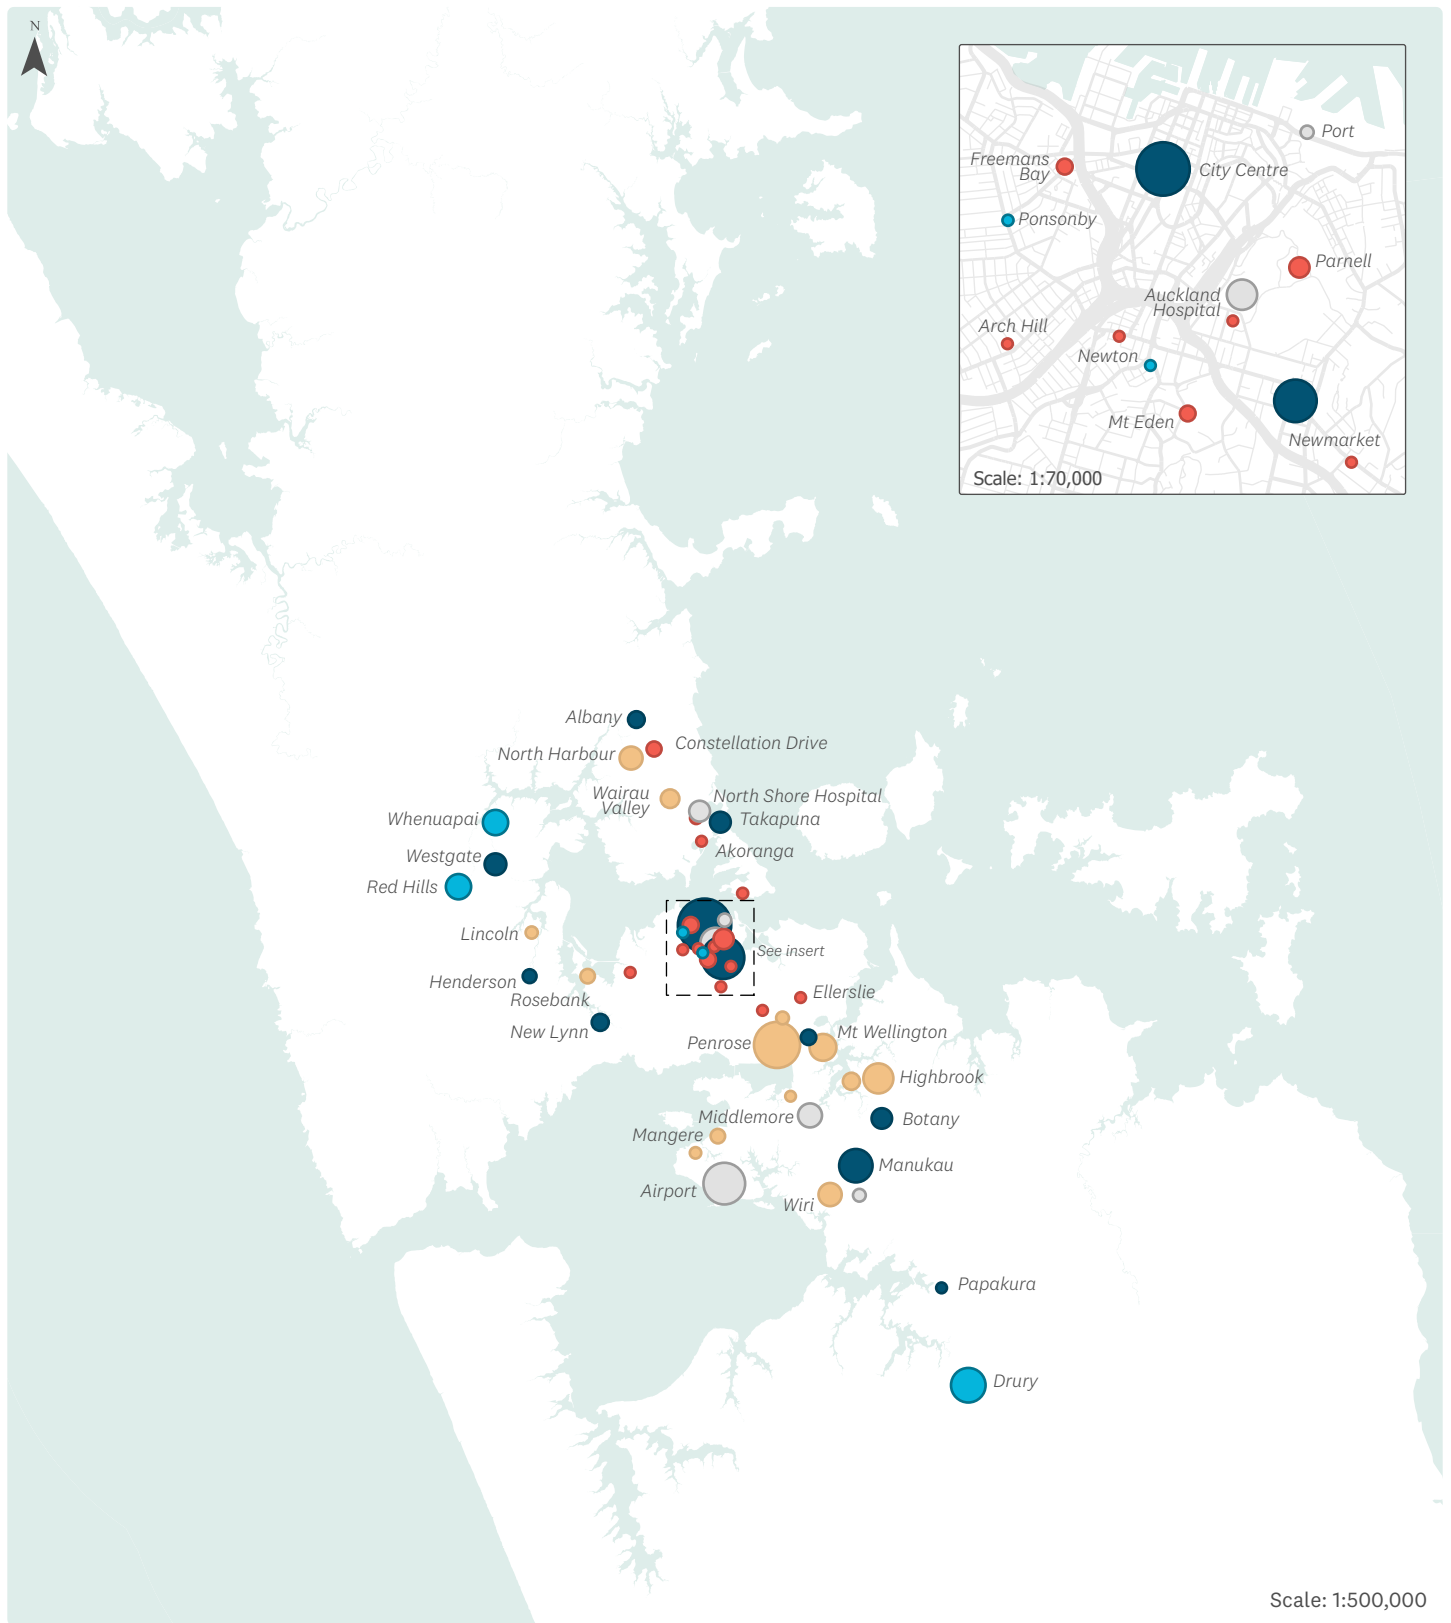 N
Port
Freemans
Bay
City Centre
Ponsonby
Parnell
Auckland
Hospital
Arch Hill
Newton
Mt Eden
Newmarket
Scale: 1:70,000
Albany
Constellation Drive
North Harbour
Wairau
Valley
North Shore Hospital
Whenuapai
Takapuna
Westgate
Akoranga
Red Hills
Lincoln
See insert
Henderson
Rosebank
Ellerslie
New Lynn
Mt Wellington
Penrose
Highbrook
Middlemore
Botany
Mangere
Manukau
Airport
Wiri
Papakura
Drury
Scale: 1:500,000